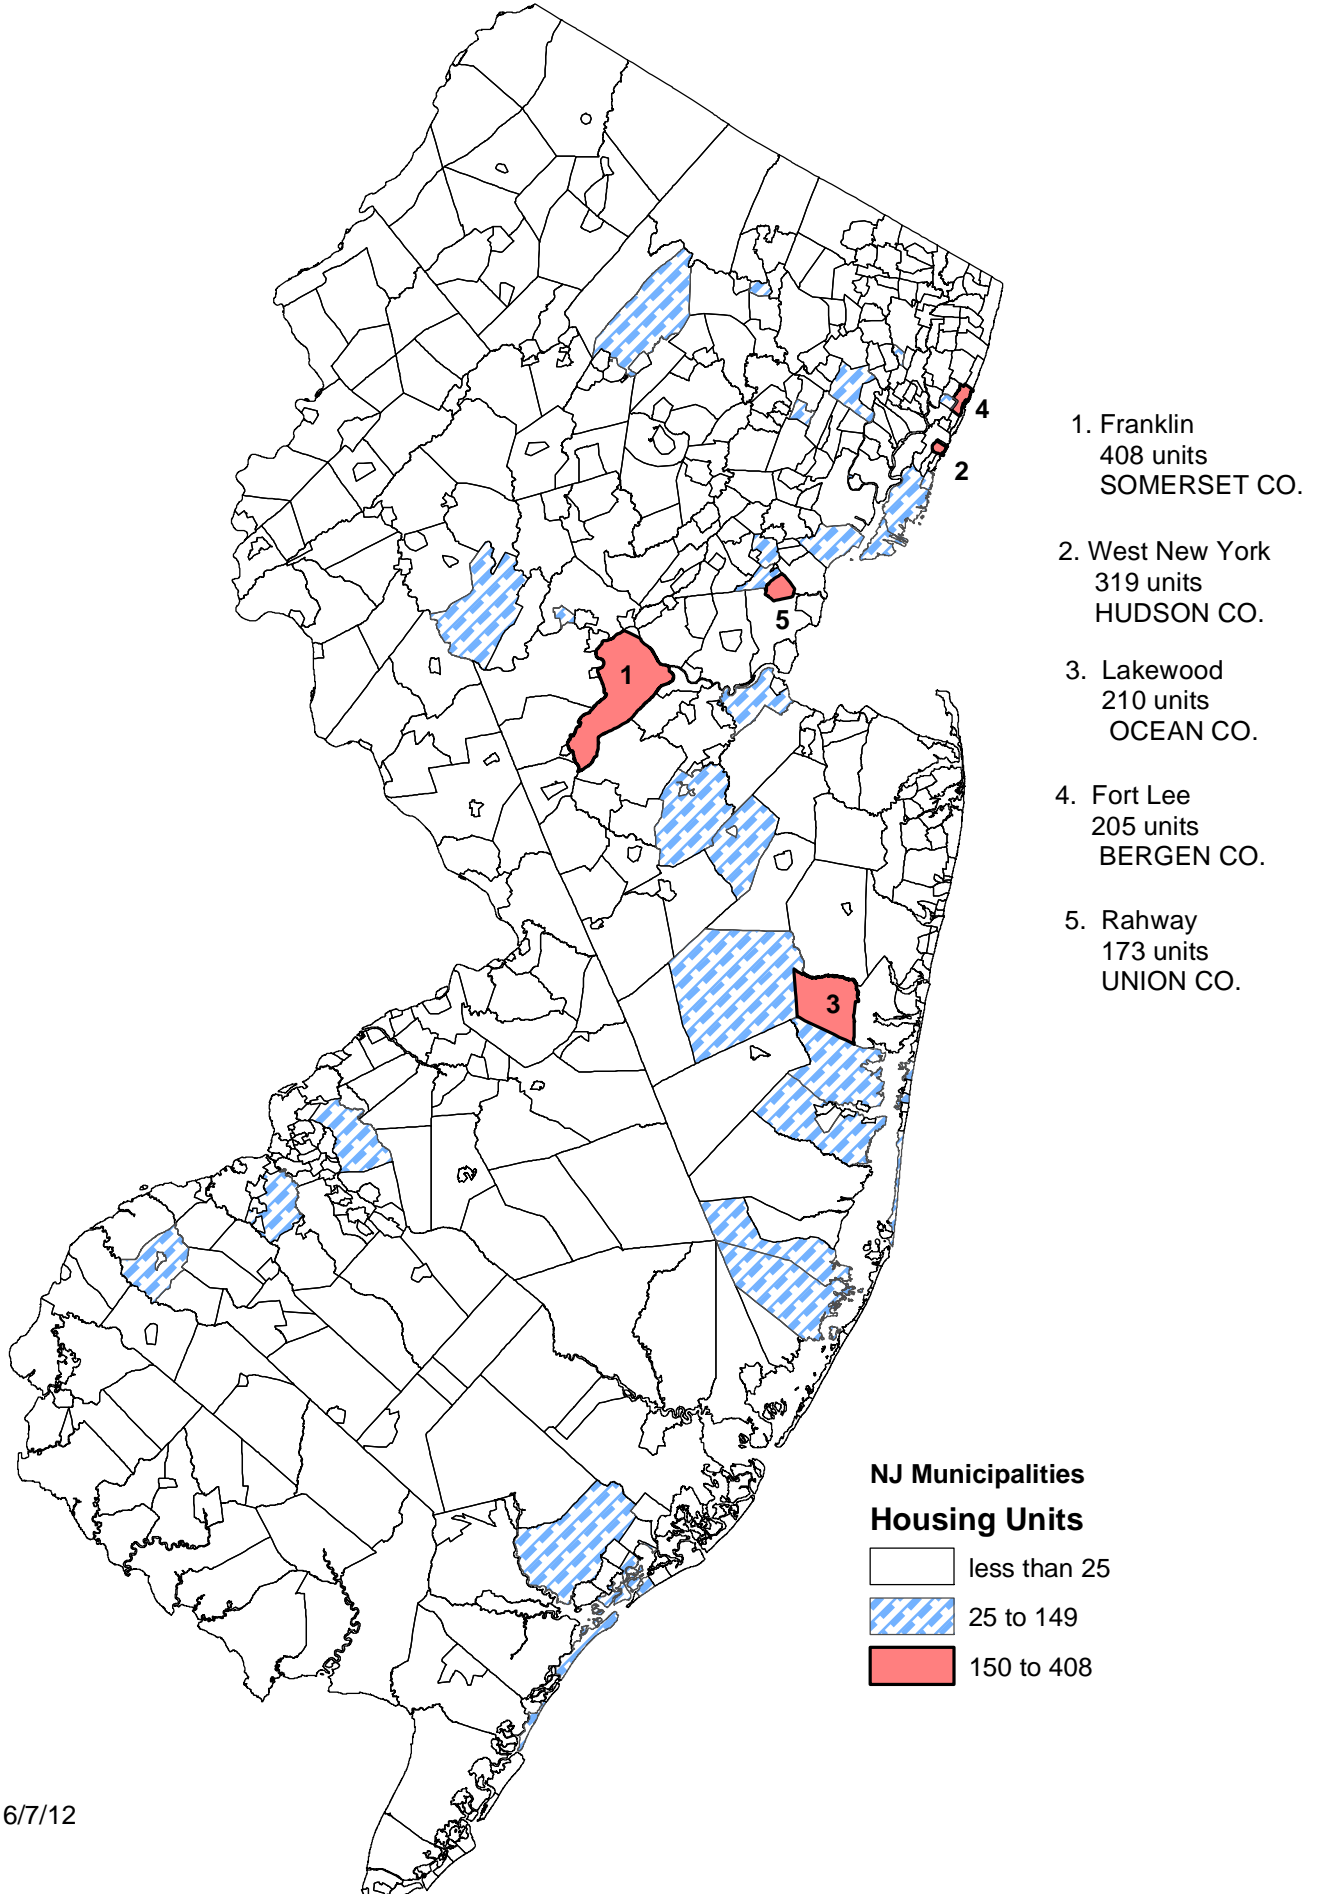 4
2
5
1
3
1. Franklin
408 units
SOMERSET CO.
2. West New York
319 units
HUDSON CO.
3. Lakewood
210 units
OCEAN CO.
4. Fort Lee
205 units
BERGEN CO.
5. Rahway
173 units
UNION CO.
NJ Municipalities
Housing Units
less than 25
25 to 149
150 to 408
6/7/12